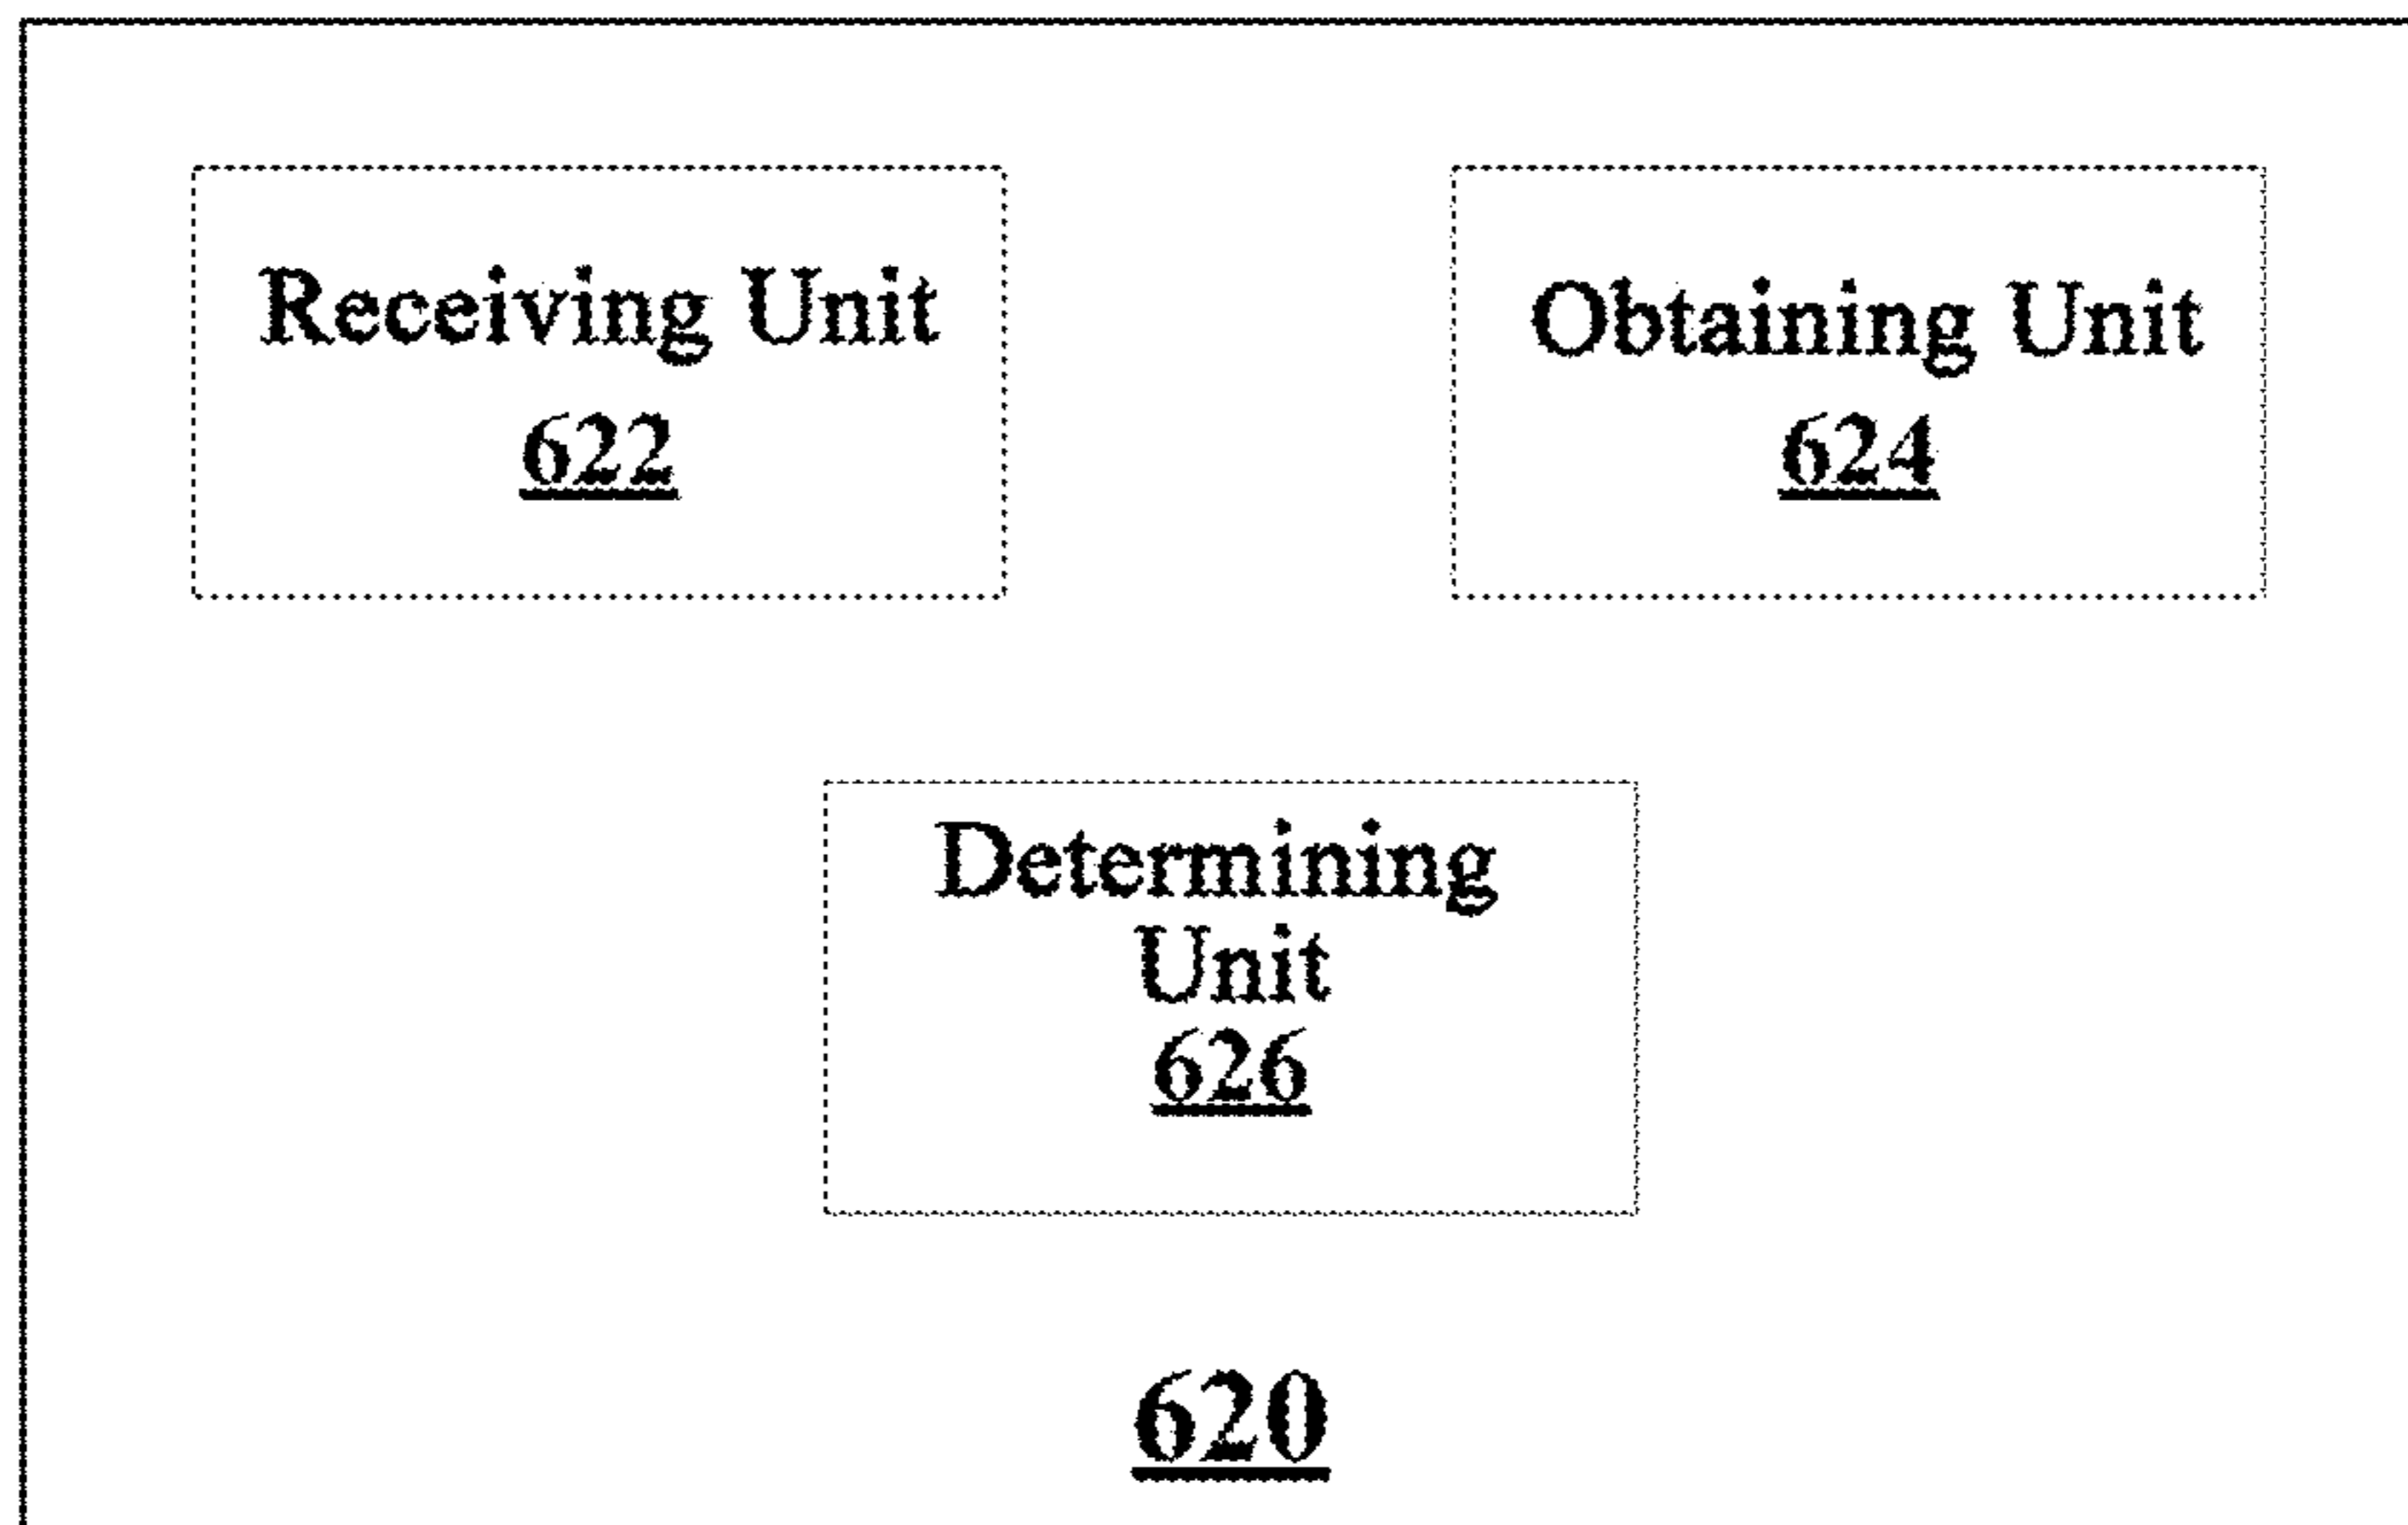 Receiving Unit
622
Obtaining Unit
624
Determining
Unit
626
620